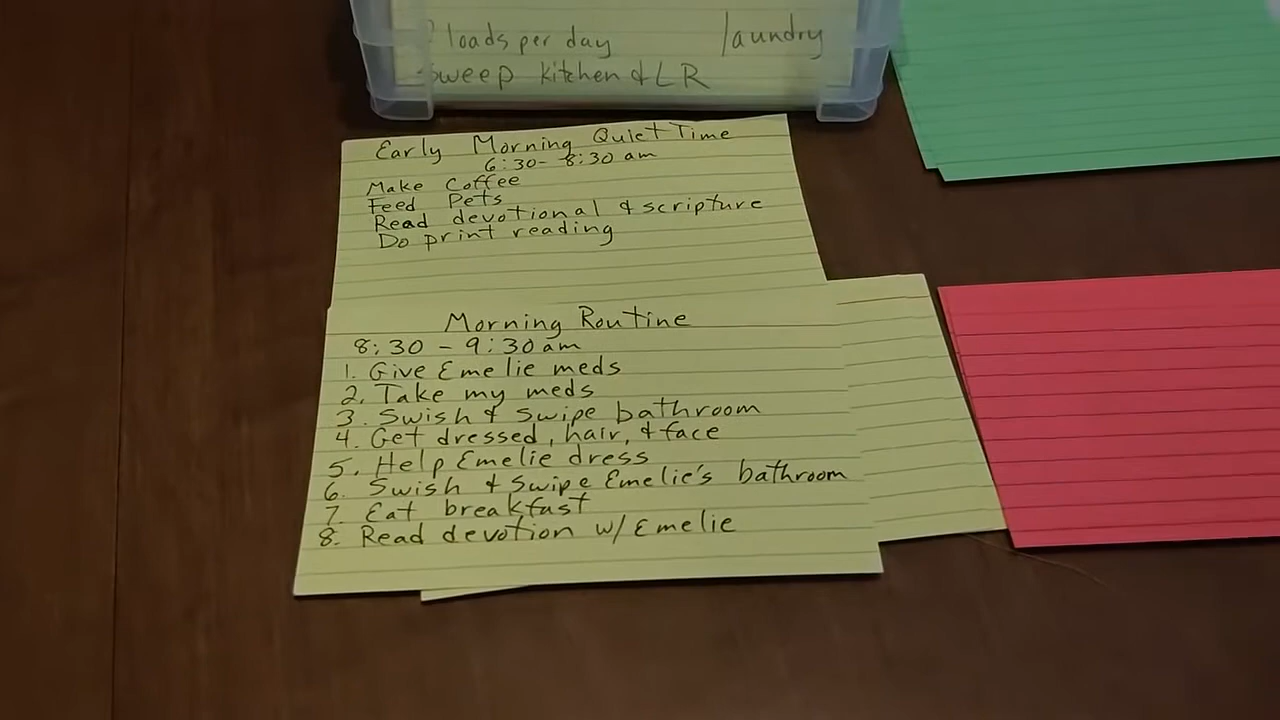 loads per day laundry
sweep kitchen & LR
Early Morning Quiet Time
6:30 - 8:30 am
Make Coffee
Feed Pets
Read devotional & scripture
Do print reading
Morning Routine
8:30 - 9:30 am
1. Give Emelie meds
2. Take my meds
3. Swish & Swipe bathroom
4. Get dressed, hair, & face
5. Help Emelie dress
6. Swish & Swipe Emelie's bathroom
7. Eat breakfast
8. Read devotion w/ Emelie